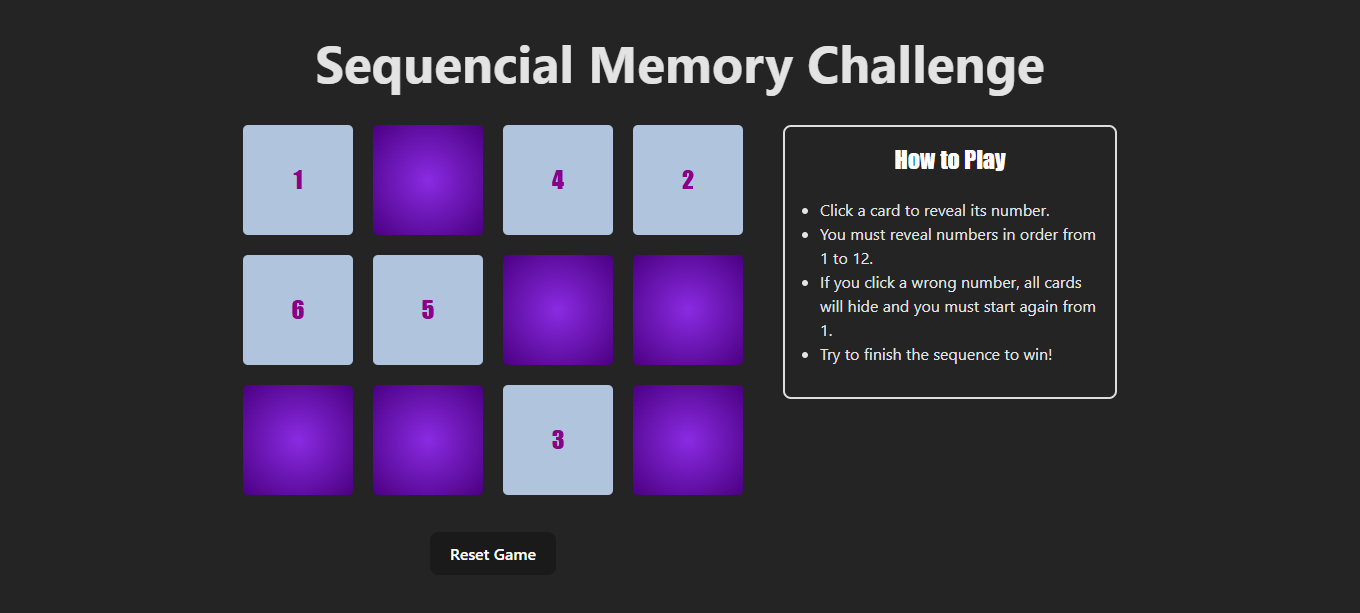 Sequencial Memory Challenge
1
4
2
6
5
3
Reset Game
How to Play
Click a card to reveal its number.
You must reveal numbers in order from
1 to 12.
If you click a wrong number, all cards
will hide and you must start again from
1.
Try to finish the sequence to win!